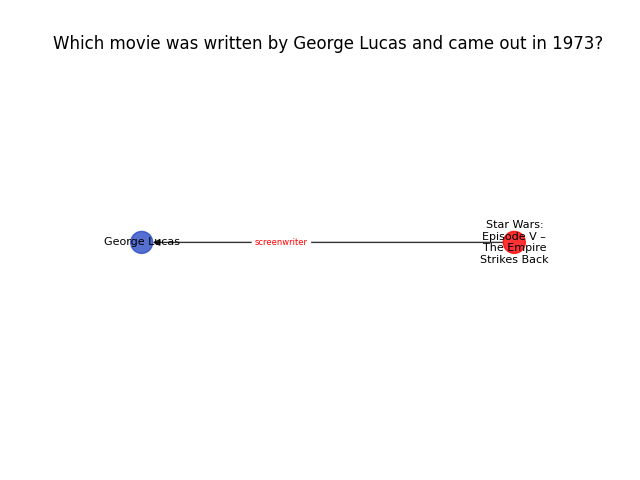 Which movie was written by George Lucas and came out in 1973?
Star Wars:
Episode V –
The Empire
Strikes Back
George Lucas
screenwriter